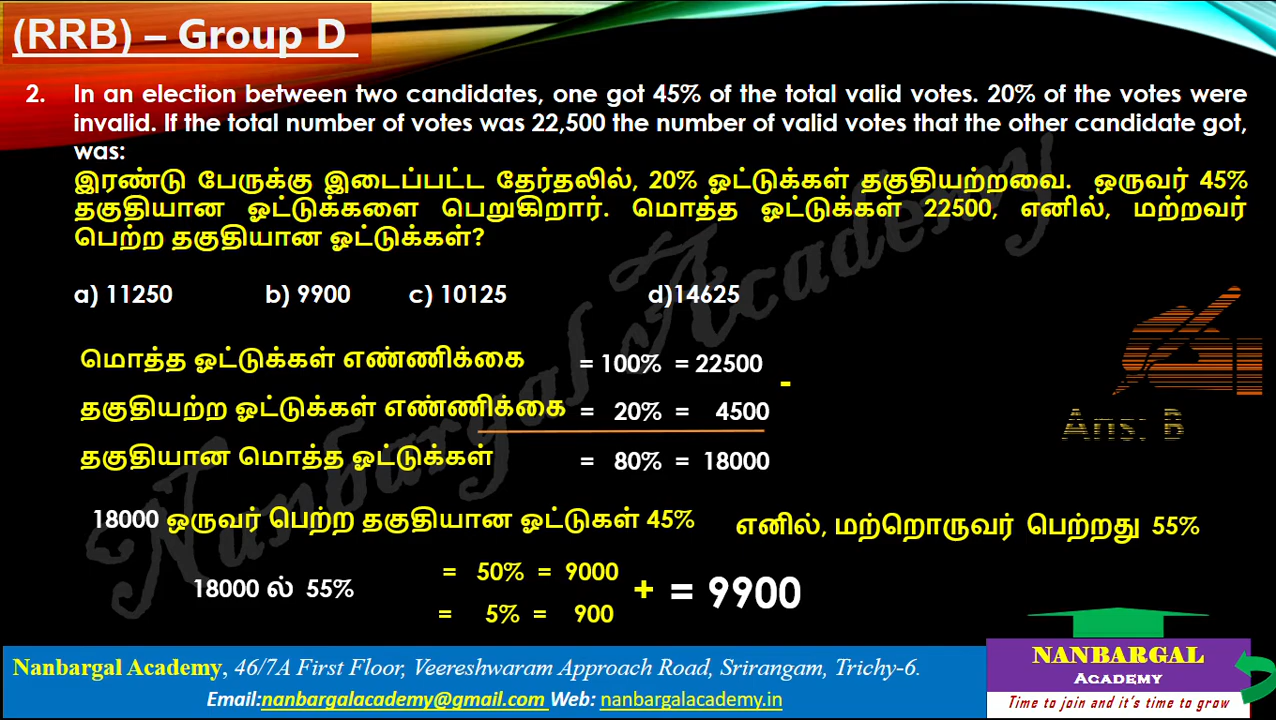 (RRB) – Group D
2. In an election between two candidates, one got 45% of the total valid votes. 20% of the votes were
invalid. If the total number of votes was 22,500 the number of valid votes that the other candidate got,
was:
இரண்டு பேருக்கு இடைப்பட்ட தேர்தலில், 20% ஓட்டுக்கள் தகுதியற்றவை. ஒருவர் 45%
தகுதியான ஓட்டுக்களை பெறுகிறார். மொத்த ஓட்டுக்கள் 22500, எனில், மற்றவர்
பெற்ற தகுதியான ஓட்டுக்கள்?
a) 11250 b) 9900 c) 10125 d)14625
மொத்த ஓட்டுக்கள் எண்ணிக்கை = 100% = 22500
-
தகுதியற்ற ஓட்டுக்கள் எண்ணிக்கை = 20% = 4500
Ans: B
தகுதியான மொத்த ஓட்டுக்கள் = 80% = 18000
18000 ஒருவர் பெற்ற தகுதியான ஓட்டுகள் 45% எனில், மற்றொருவர் பெற்றது 55%
18000 ல் 55% = 50% = 9000 + = 9900
= 5% = 900
Nanbargal Academy
Nanbargal Academy, 46/7A First Floor, Veereshwaram Approach Road, Srirangam, Trichy-6.
Email:nanbargalacademy@gmail.com Web: nanbargalacademy.in
NANBARGAL
ACADEMY
Time to join and it's time to grow